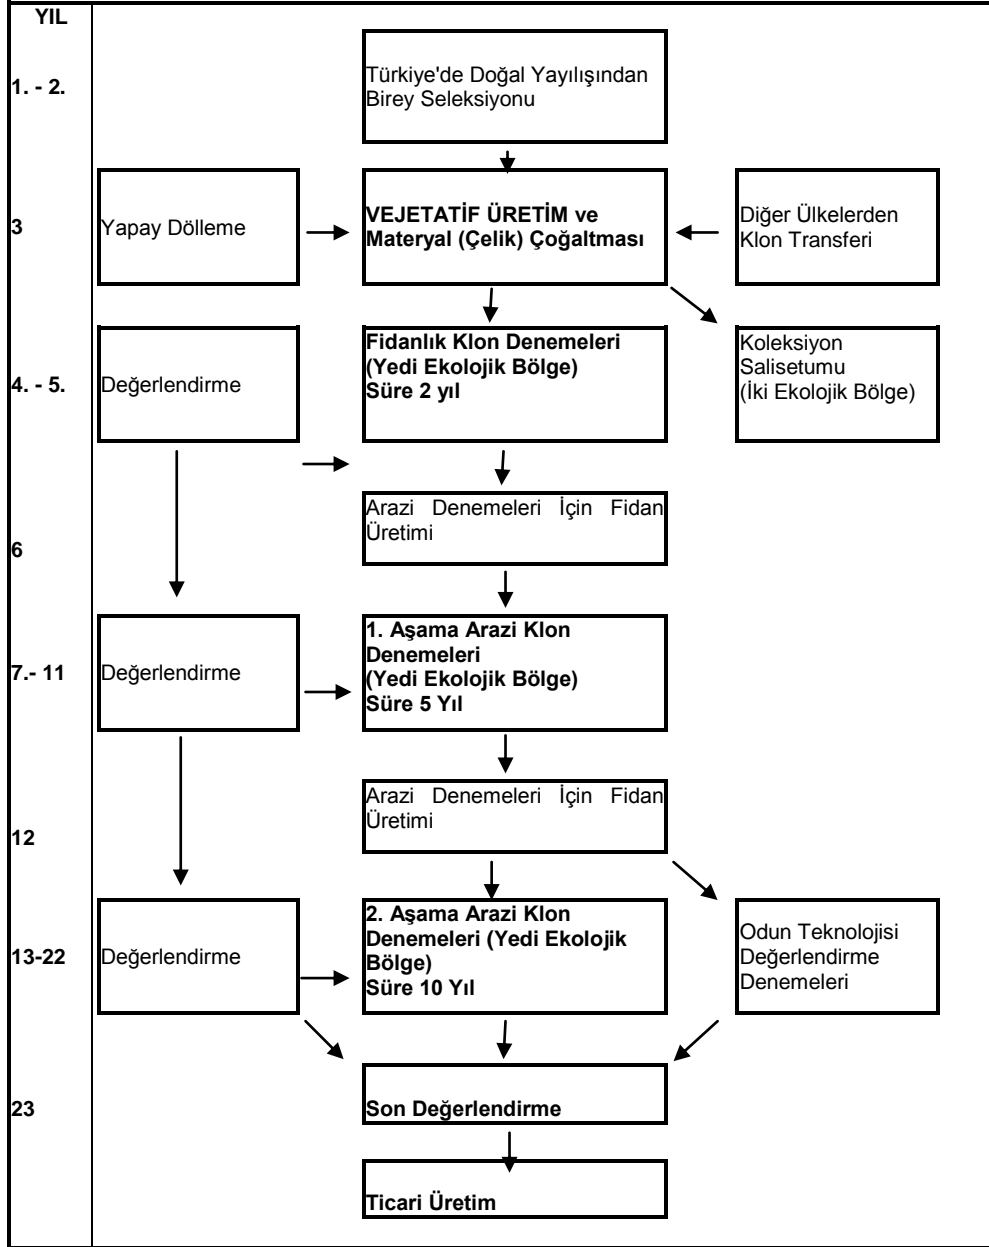 YIL
1. - 2.
Türkiye'de Doğal Yayılışından
Birey Seleksiyonu
3
Yapay Dölleme
VEJETATİF ÜRETİM ve
Materyal (Çelik) Çoğaltması
Diğer Ülkelerden
Klon Transferi
4. - 5.
Değerlendirme
Fidanlık Klon Denemeleri
(Yedi Ekolojik Bölge)
Süre 2 yıl
Koleksiyon
Salisetumu
(İki Ekolojik Bölge)
6
Arazi Denemeleri İçin Fidan
Üretimi
7.- 11
Değerlendirme
1. Aşama Arazi Klon
Denemeleri
(Yedi Ekolojik Bölge)
Süre 5 Yıl
12
Arazi Denemeleri İçin Fidan
Üretimi
13-22
Değerlendirme
2. Aşama Arazi Klon
Denemeleri (Yedi Ekolojik
Bölge)
Süre 10 Yıl
Odun Teknolojisi
Değerlendirme
Denemeleri
23
Son Değerlendirme
Ticari Üretim